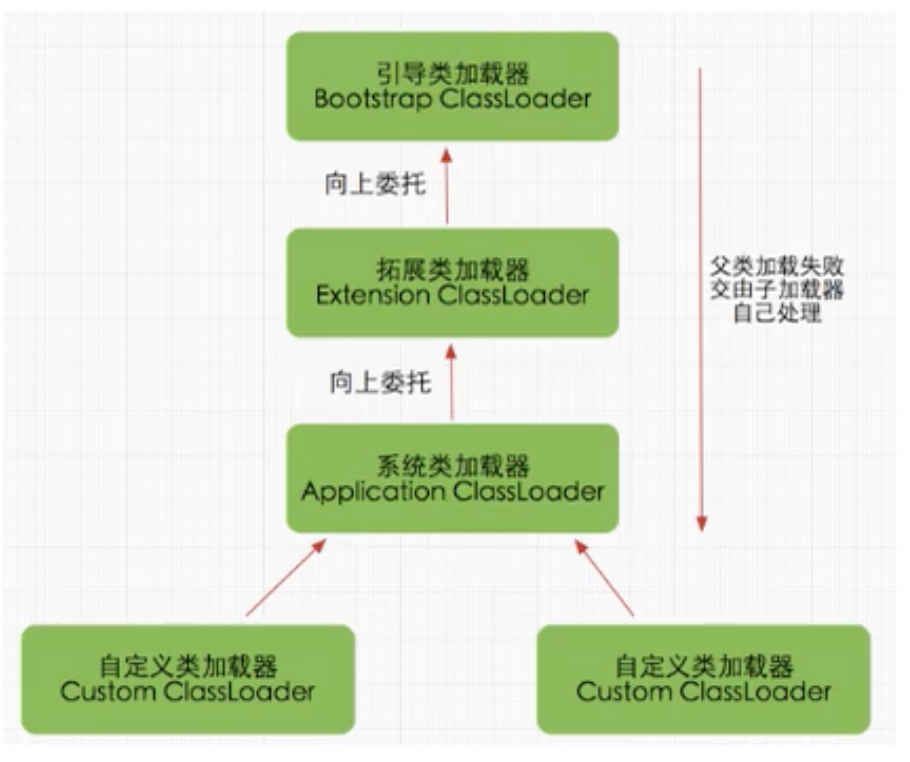 引导类加载器
Bootstrap ClassLoader
向上委托
拓展类加载器
Extension ClassLoader
父类加载失败
交由子加载器
自己处理
向上委托
系统类加载器
Application ClassLoader
自定义类加载器
Custom ClassLoader
自定义类加载器
Custom ClassLoader